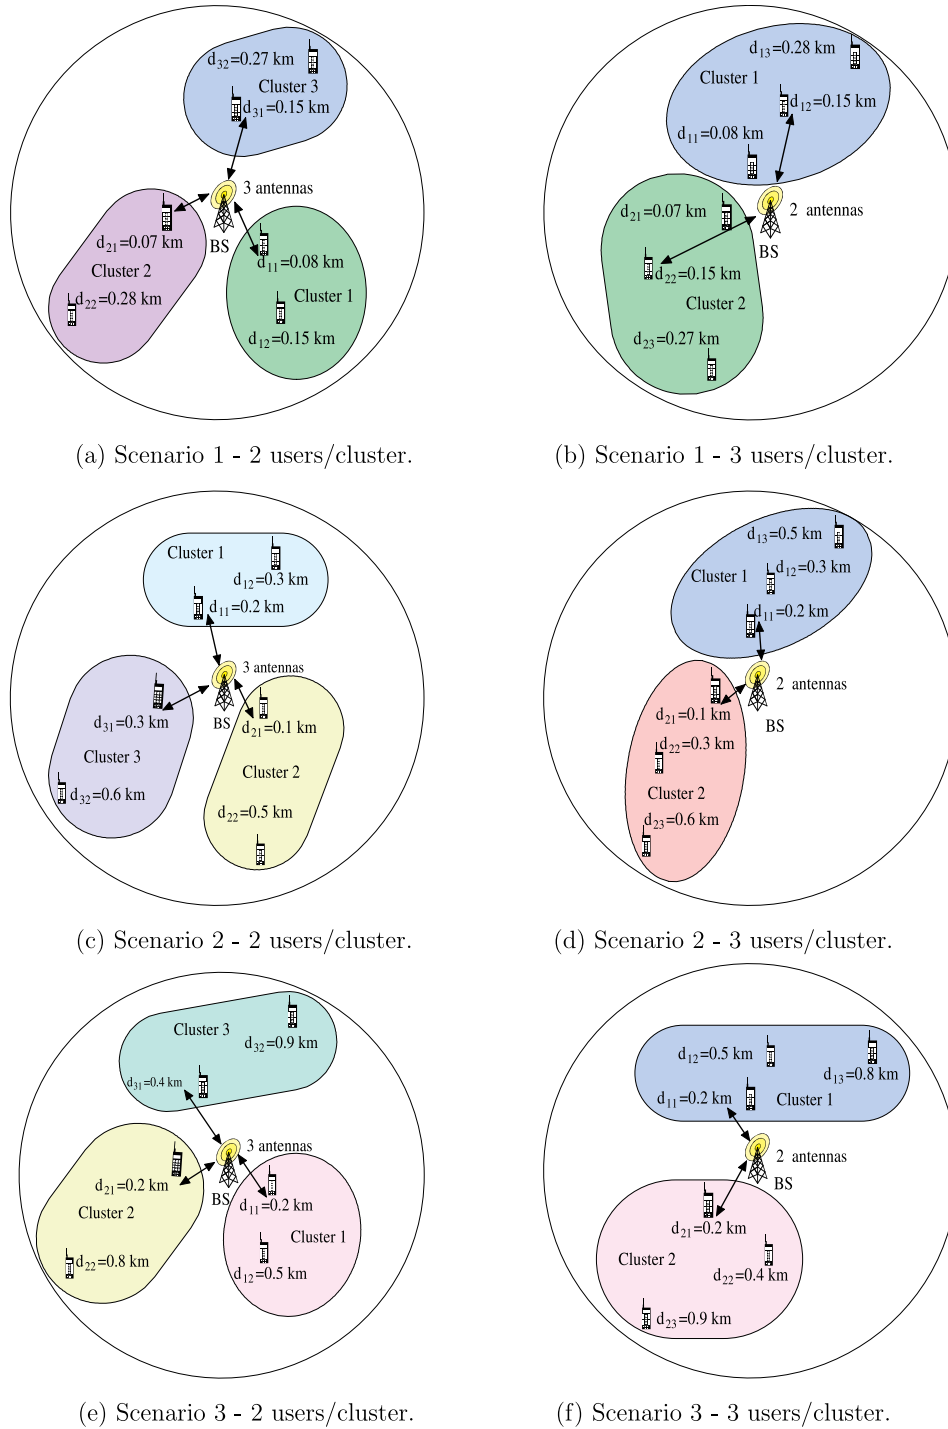 d32=0.27 km
Cluster 3
d31=0.15 km
3 antennas
BS
d21=0.07 km
Cluster 2
d22=0.28 km
d11=0.08 km
Cluster 1
d12=0.15 km
(a) Scenario 1 - 2 users/cluster.
d13=0.28 km
Cluster 1
d12=0.15 km
d11=0.08 km
2 antennas
BS
d21=0.07 km
d22=0.15 km
Cluster 2
d23=0.27 km
(b) Scenario 1 - 3 users/cluster.
Cluster 1
d12=0.3 km
d11=0.2 km
3 antennas
BS
d31=0.3 km
Cluster 3
d32=0.6 km
d21=0.1 km
Cluster 2
d22=0.5 km
(c) Scenario 2 - 2 users/cluster.
d13=0.5 km
d12=0.3 km
Cluster 1
d11=0.2 km
2 antennas
BS
d21=0.1 km
d22=0.3 km
Cluster 2
d23=0.6 km
(d) Scenario 2 - 3 users/cluster.
Cluster 3
d32=0.9 km
d31=0.4 km
3 antennas
BS
d21=0.2 km
Cluster 2
d22=0.8 km
d11=0.2 km
Cluster 1
d12=0.5 km
(e) Scenario 3 - 2 users/cluster.
d12=0.5 km
d13=0.8 km
d11=0.2 km
Cluster 1
2 antennas
BS
d21=0.2 km
Cluster 2
d22=0.4 km
d23=0.9 km
(f) Scenario 3 - 3 users/cluster.